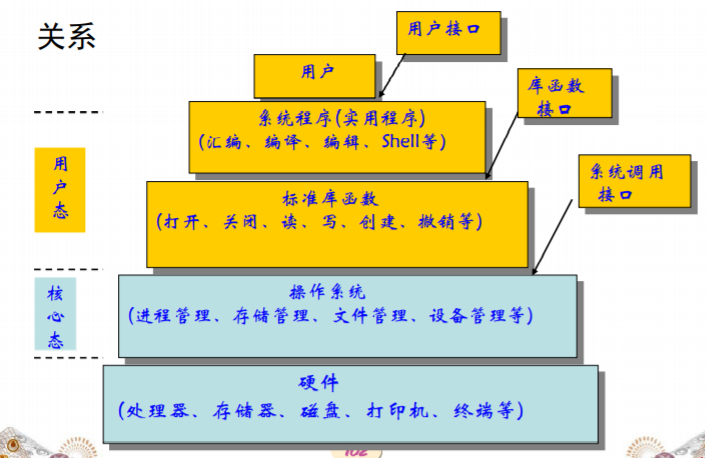 关系
用户接口
用户
库函数
接口
系统程序(实用程序)
(汇编、编译、编辑、Shell等)
系统调用
接口
用户态
标准库函数
(打开、关闭、读、写、创建、撤销等)
核心态
操作系统
(进程管理、存储管理、文件管理、设备管理等)
硬件
(处理器、存储器、磁盘、打印机、终端等)
102